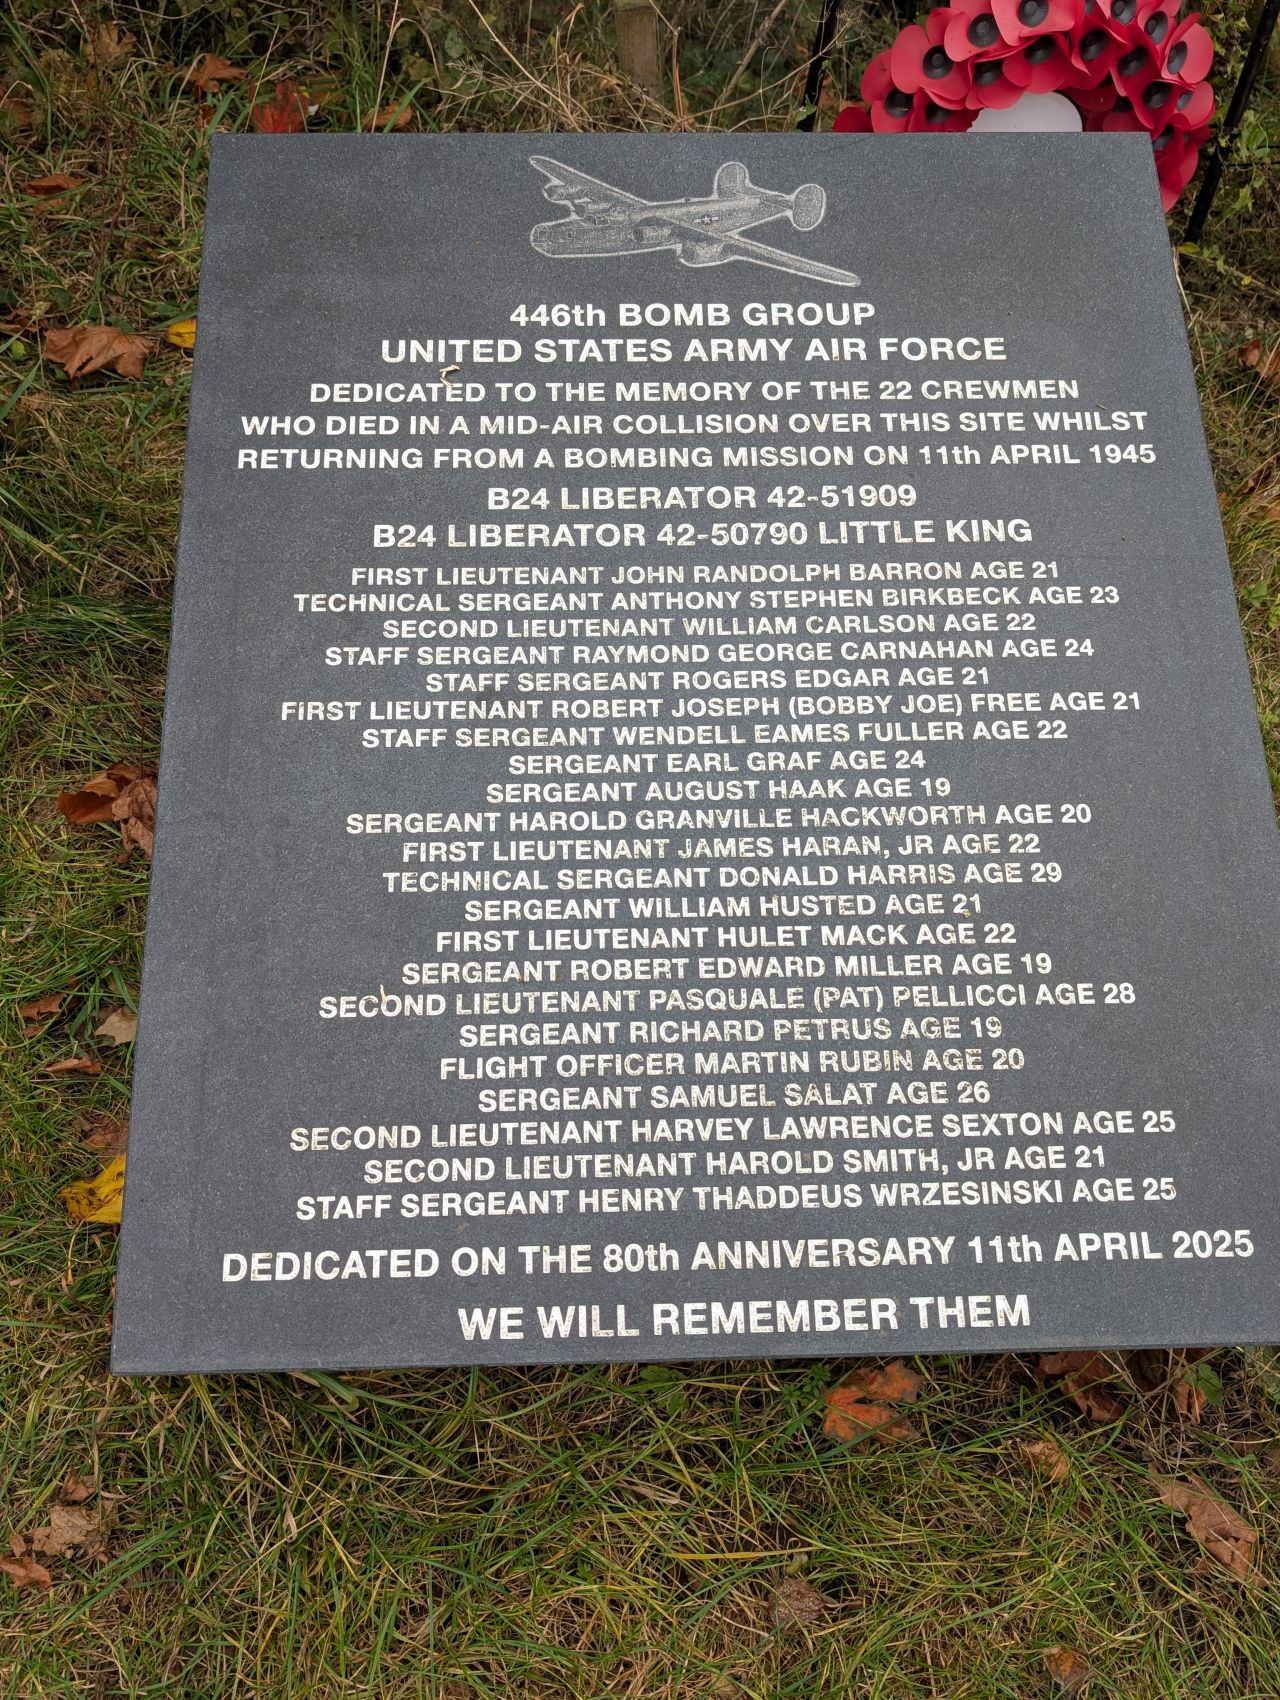 446th BOMB GROUP
UNITED STATES ARMY AIR FORCE
DEDICATED TO THE MEMORY OF THE 22 CREWMEN
WHO DIED IN A MID-AIR COLLISION OVER THIS SITE WHILST
RETURNING FROM A BOMBING MISSION ON 11th APRIL 1945
B24 LIBERATOR 42-51909
B24 LIBERATOR 42-50790 LITTLE KING
FIRST LIEUTENANT JOHN RANDOLPH BARRON AGE 21
TECHNICAL SERGEANT ANTHONY STEPHEN BIRKBECK AGE 23
SECOND LIEUTENANT WILLIAM CARLSON AGE 22
STAFF SERGEANT RAYMOND GEORGE CARNAHAN AGE 24
STAFF SERGEANT ROGERS EDGAR AGE 21
FIRST LIEUTENANT ROBERT JOSEPH (BOBBY JOE) FREE AGE 21
STAFF SERGEANT WENDELL EAMES FULLER AGE 22
SERGEANT EARL GRAF AGE 24
SERGEANT AUGUST HAAK AGE 19
SERGEANT HAROLD GRANVILLE HACKWORTH AGE 20
FIRST LIEUTENANT JAMES HARAN, JR AGE 22
TECHNICAL SERGEANT DONALD HARRIS AGE 29
SERGEANT WILLIAM HUSTED AGE 21
FIRST LIEUTENANT HULET MACK AGE 22
SERGEANT ROBERT EDWARD MILLER AGE 19
SECOND LIEUTENANT PASQUALE (PAT) PELLICCI AGE 28
SERGEANT RICHARD PETRUS AGE 19
FLIGHT OFFICER MARTIN RUBIN AGE 20
SERGEANT SAMUEL SALAT AGE 26
SECOND LIEUTENANT HARVEY LAWRENCE SEXTON AGE 25
SECOND LIEUTENANT HAROLD SMITH, JR AGE 21
STAFF SERGEANT HENRY THADDEUS WRZESINSKI AGE 25
DEDICATED ON THE 80th ANNIVERSARY 11th APRIL 2025
WE WILL REMEMBER THEM